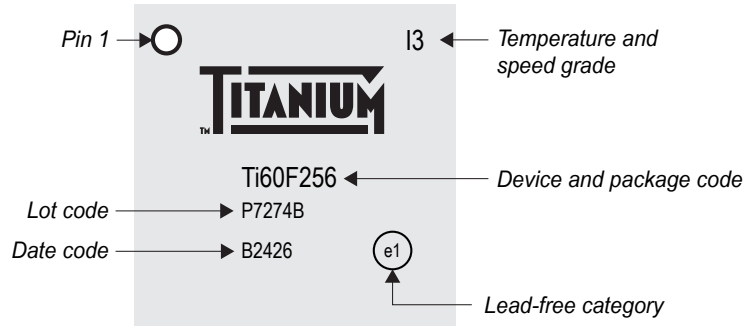 Pin 1
I3
Temperature and
speed grade
TITANIUM
TM
Ti60F256
Device and package code
Lot code
P7274B
Date code
B2426
e1
Lead-free category